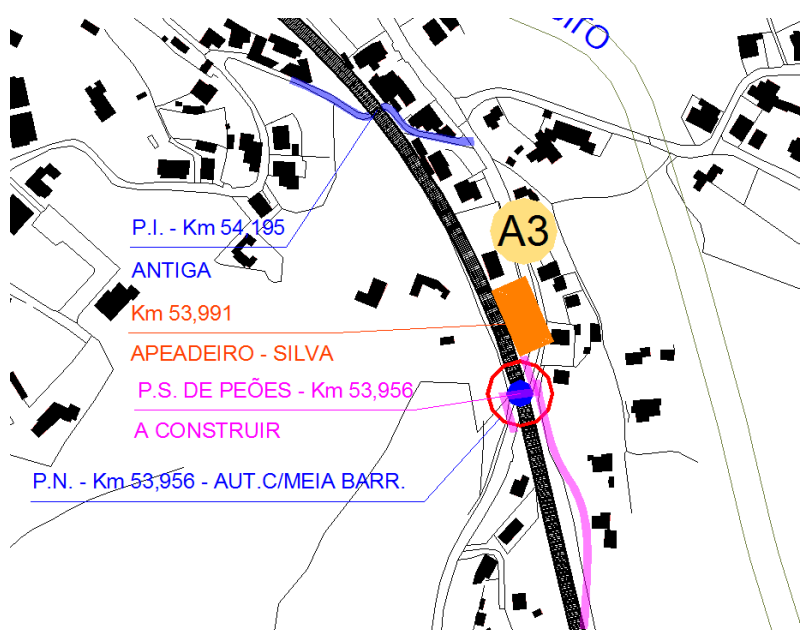 A3
P.I. - Km 54,195
ANTIGA
Km 53,991
APEADEIRO - SILVA
P.S. DE PEÕES - Km 53,956
A CONSTRUIR
P.N. - Km 53,956 - AUT.C/MEIA BARR.